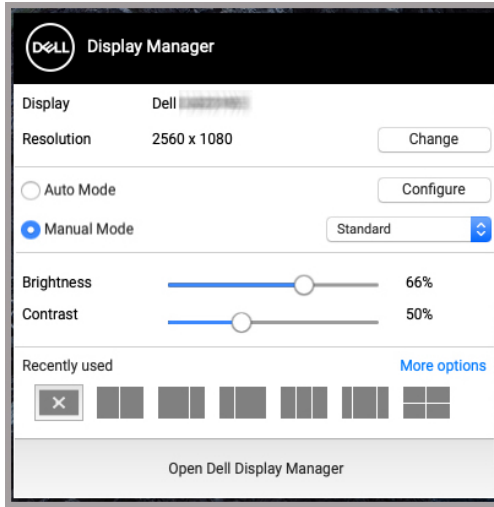 DELL Display Manager
Display Dell
Resolution 2560 x 1080 Change
Auto Mode Configure
Manual Mode Standard
Brightness 66%
Contrast 50%
Recently used More options
Open Dell Display Manager